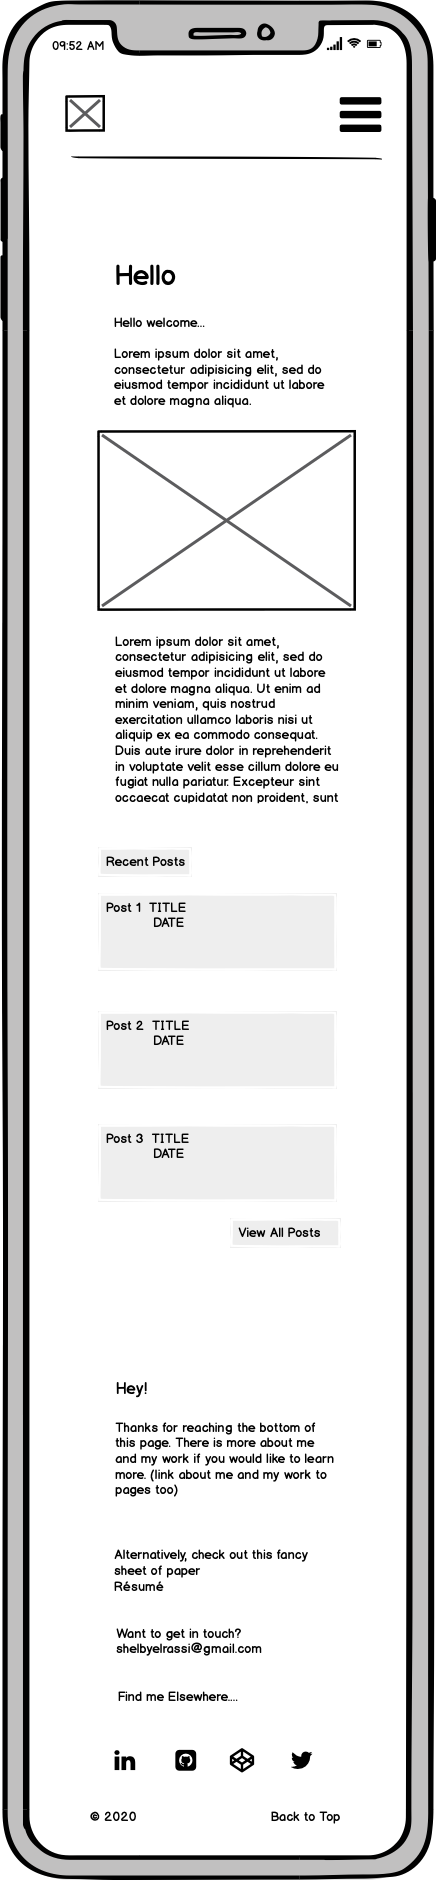 09:52 AM
Hello
Hello welcome...
Lorem ipsum dolor sit amet,
consectetur adipisicing elit, sed do
eiusmod tempor incididunt ut labore
et dolore magna aliqua.
Lorem ipsum dolor sit amet,
consectetur adipisicing elit, sed do
eiusmod tempor incididunt ut labore
et dolore magna aliqua. Ut enim ad
minim veniam, quis nostrud
exercitation ullamco laboris nisi ut
aliquip ex ea commodo consequat.
Duis aute irure dolor in reprehenderit
in voluptate velit esse cillum dolore eu
fugiat nulla pariatur. Excepteur sint
occaecat cupidatat non proident, sunt
Recent Posts
Post 1 TITLE
DATE
Post 2 TITLE
DATE
Post 3 TITLE
DATE
View All Posts
Hey!
Thanks for reaching the bottom of
this page. There is more about me
and my work if you would like to learn
more. (link about me and my work to
pages too)
Alternatively, check out this fancy
sheet of paper
Résumé
Want to get in touch?
shelbyelrassi@gmail.com
Find me Elsewhere....
in
© 2020
Back to Top